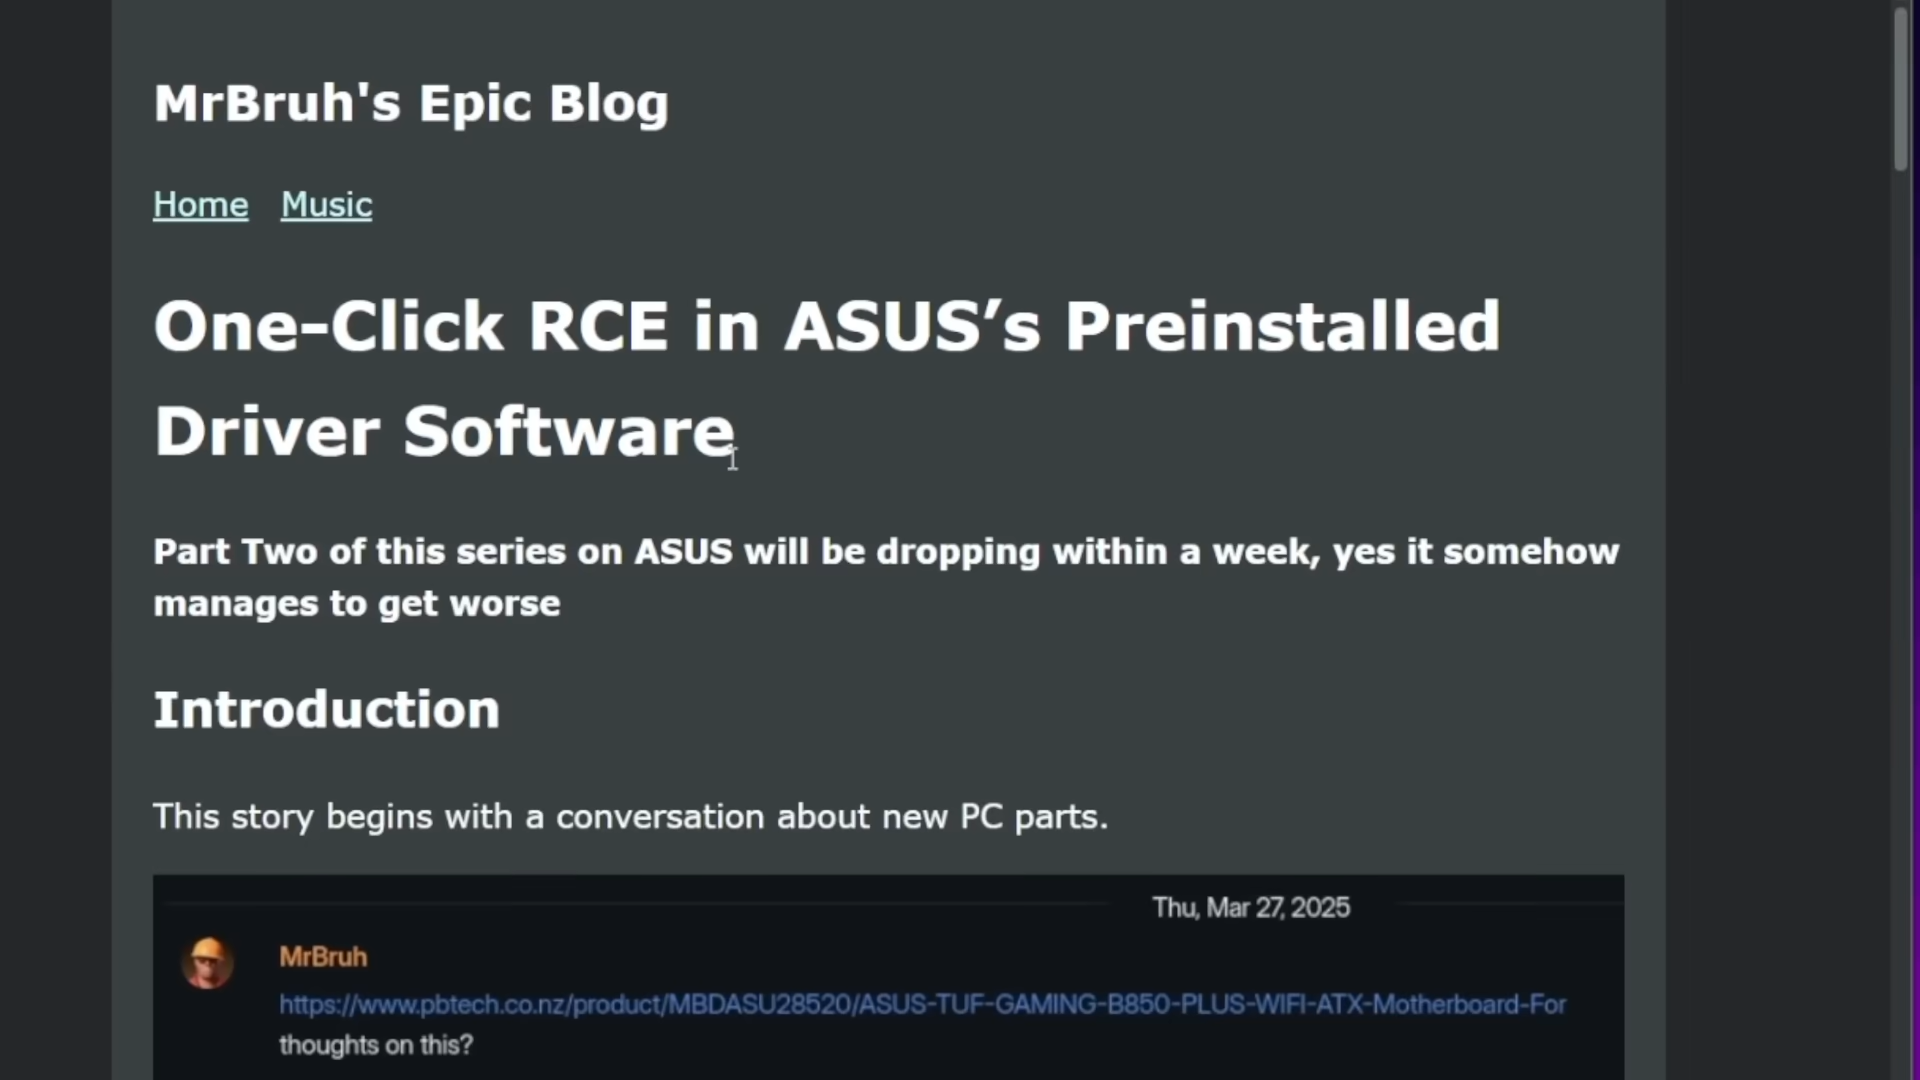 MrBruh's Epic Blog
Home Music
One-Click RCE in ASUS’s Preinstalled
Driver Software
Part Two of this series on ASUS will be dropping within a week, yes it somehow
manages to get worse
Introduction
This story begins with a conversation about new PC parts.
Thu, Mar 27, 2025
MrBruh
https://www.pbtech.co.nz/product/MBDASU28520/ASUS-TUF-GAMING-B850-PLUS-WIFI-ATX-Motherboard-For
thoughts on this?